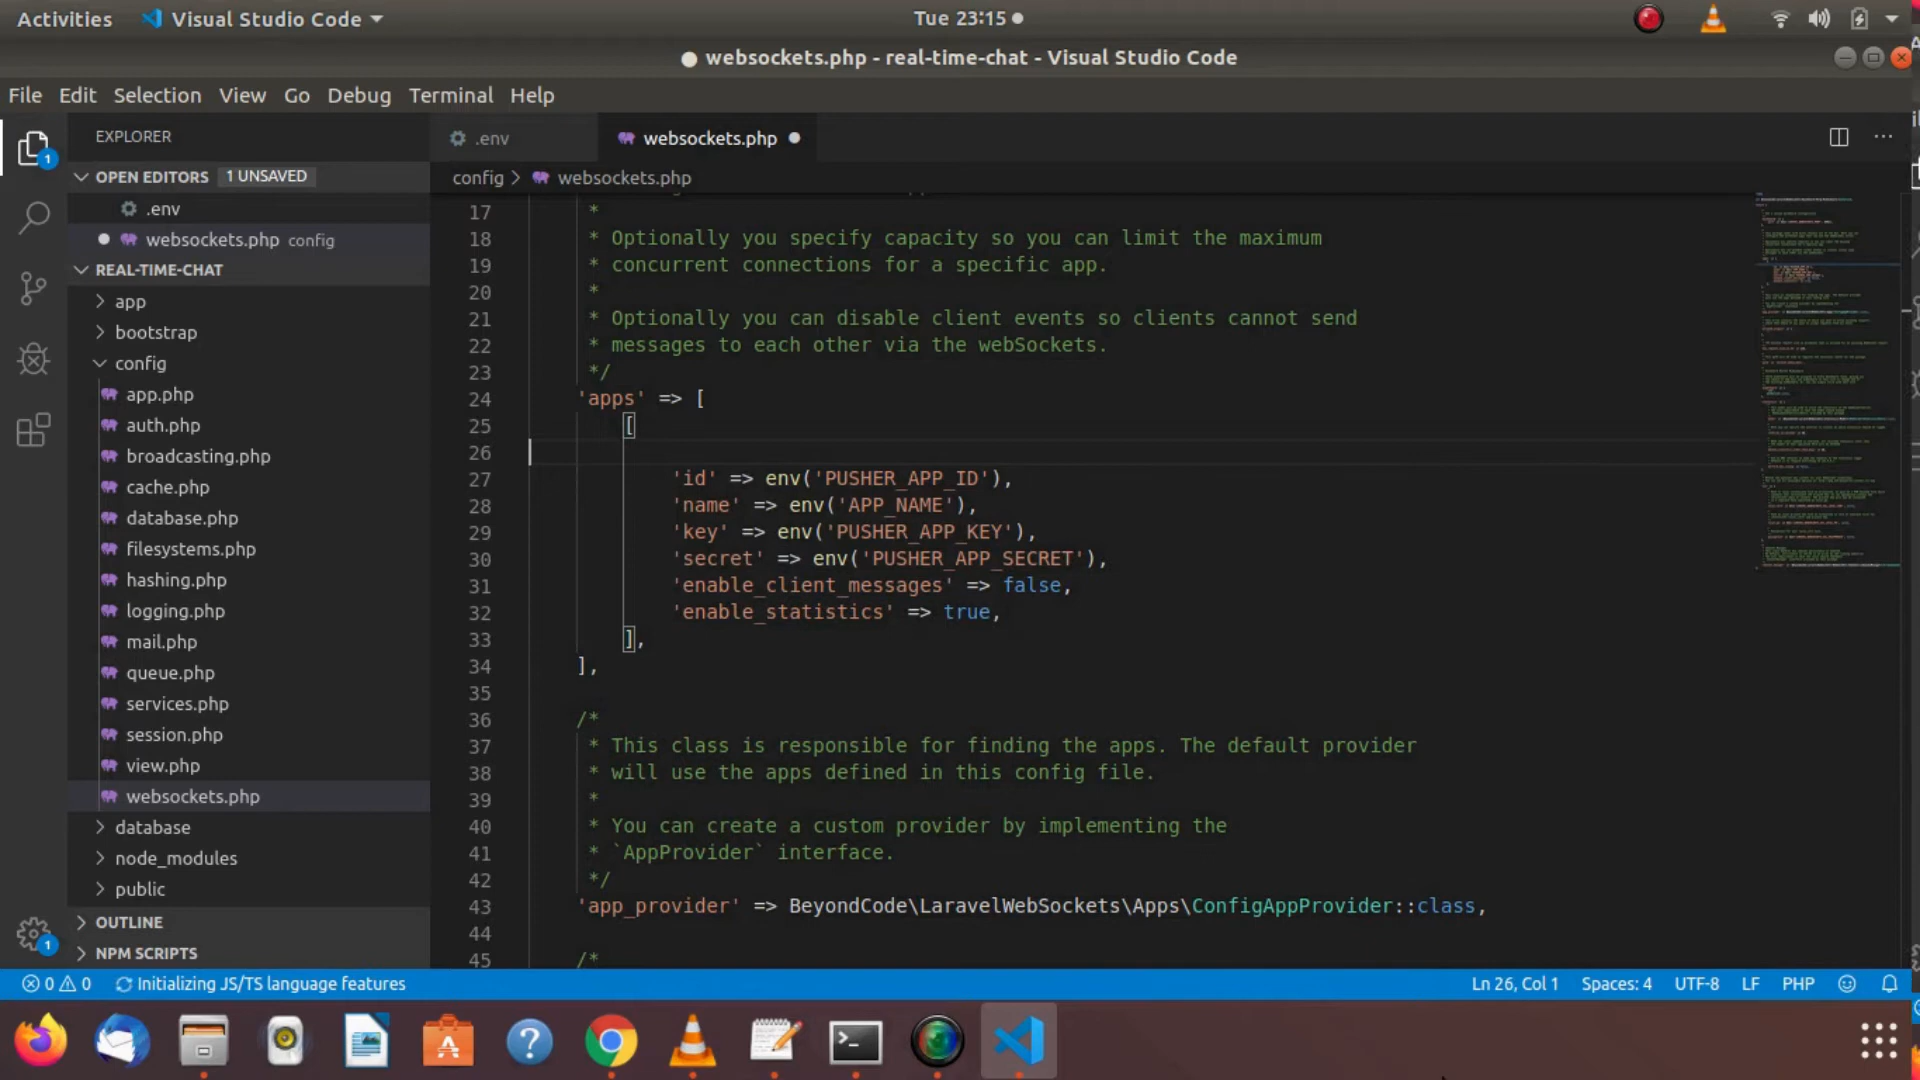 Activities
Visual Studio Code
Tue 23:15
websockets.php - real-time-chat - Visual Studio Code
File Edit Selection View Go Debug Terminal Help
EXPLORER
OPEN EDITORS 1 UNSAVED
.env
websockets.php config
REAL-TIME-CHAT
app
bootstrap
config
app.php
auth.php
broadcasting.php
cache.php
database.php
filesystems.php
hashing.php
logging.php
mail.php
queue.php
services.php
session.php
view.php
websockets.php
database
node_modules
public
OUTLINE
NPM SCRIPTS
1
1
.env
websockets.php
config > websockets.php
17 *
18 * Optionally you specify capacity so you can limit the maximum
19 * concurrent connections for a specific app.
20 *
21 * Optionally you can disable client events so clients cannot send
22 * messages to each other via the webSockets.
23 */
24 'apps' => [
25 [
26
27 'id' => env('PUSHER_APP_ID'),
28 'name' => env('APP_NAME'),
29 'key' => env('PUSHER_APP_KEY'),
30 'secret' => env('PUSHER_APP_SECRET'),
31 'enable_client_messages' => false,
32 'enable_statistics' => true,
33 ],
34 ],
35
36 /*
37 * This class is responsible for finding the apps. The default provider
38 * will use the apps defined in this config file.
39 *
40 * You can create a custom provider by implementing the
41 * `AppProvider` interface.
42 */
43 'app_provider' => BeyondCode\LaravelWebSockets\Apps\ConfigAppProvider::class,
44
45 /*
0 0 Initializing JS/TS language features
Ln 26, Col 1 Spaces: 4 UTF-8 LF PHP